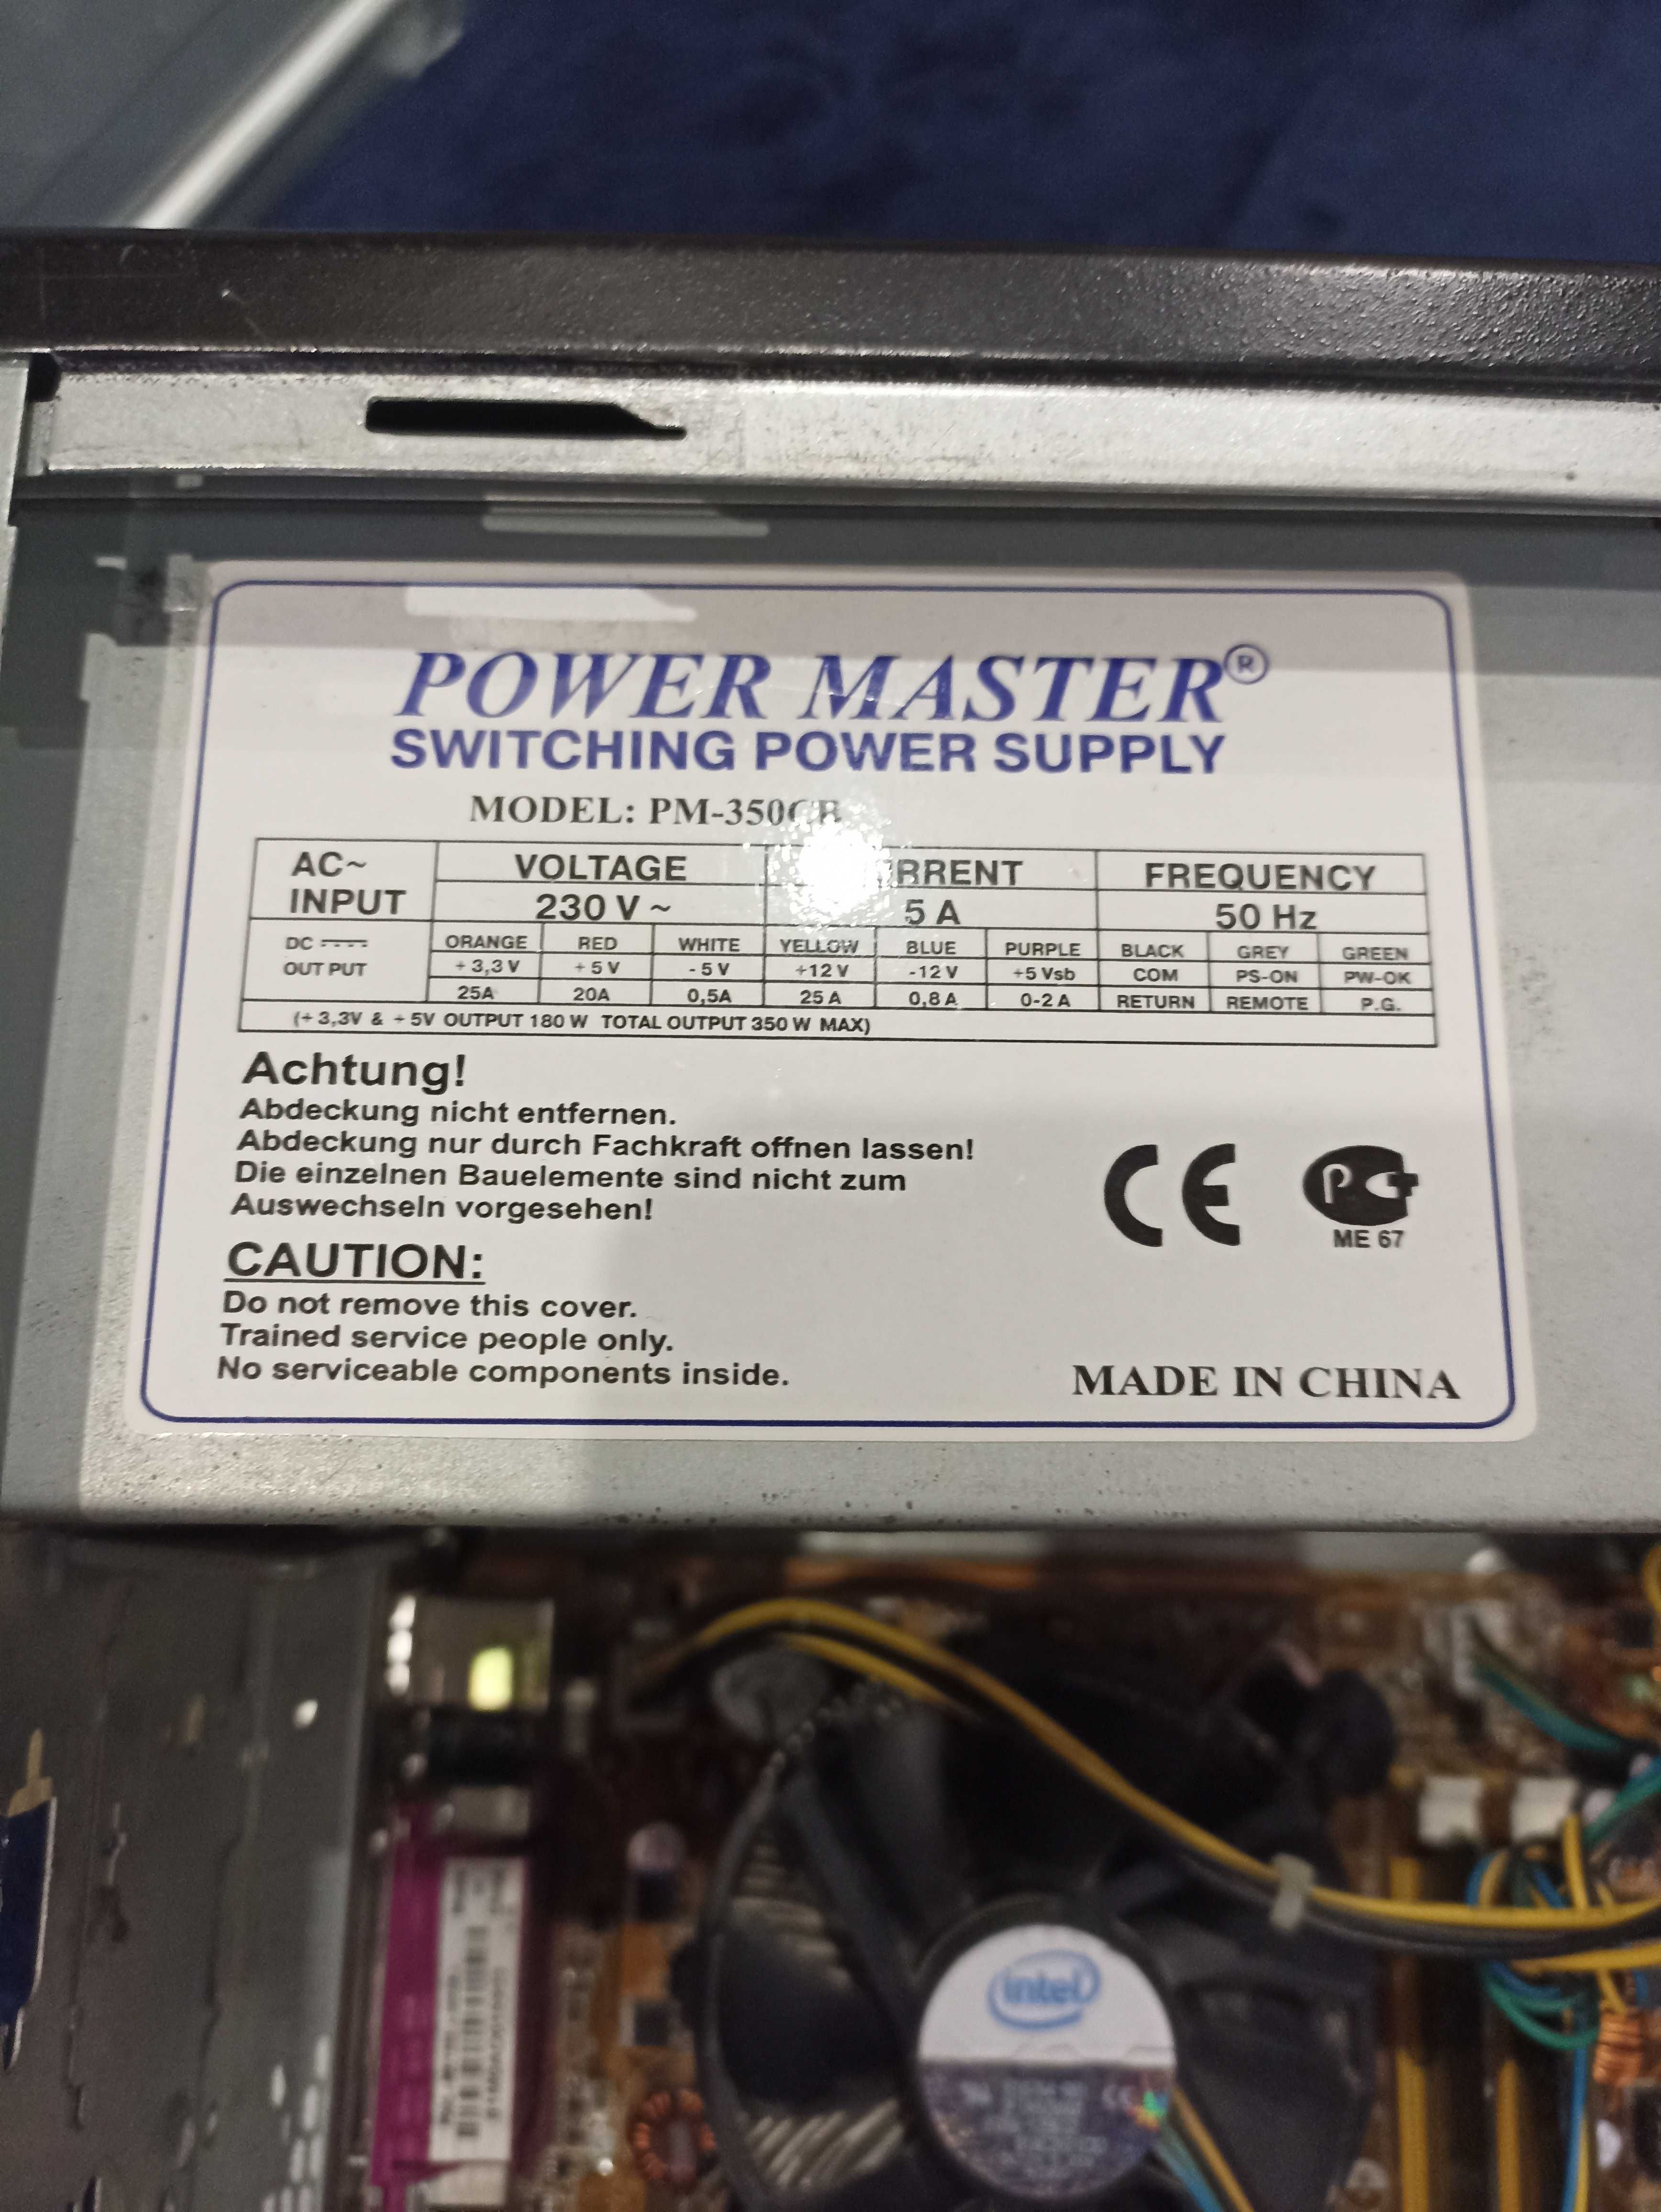 POWER MASTER®
SWITCHING POWER SUPPLY
MODEL:
AC~ INPUT VOLTAGE FREQUENCY
230 V ~ 5 A 50 Hz
DC OUT PUT
ORANGE RED WHITE YELLOW BLUE PURPLE BLACK GREY GREEN
+ 3,3 V + 5 V - 5 V +12 V -12 V +5 Vsb COM PS-ON PW-OK
25A 20A 0,5A 25 A 0,8 A 0-2 A RETURN REMOTE P.G.
(+ 3,3V & + 5V OUTPUT 180 W TOTAL OUTPUT 350 W MAX)
Achtung!
Abdeckung nicht entfernen.
Abdeckung nur durch Fachkraft offnen lassen!
Die einzelnen Bauelemente sind nicht zum
Auswechseln vorgesehen!
CE PC
ME 67
CAUTION:
Do not remove this cover.
Trained service people only.
No serviceable components inside.
MADE IN CHINA
intel